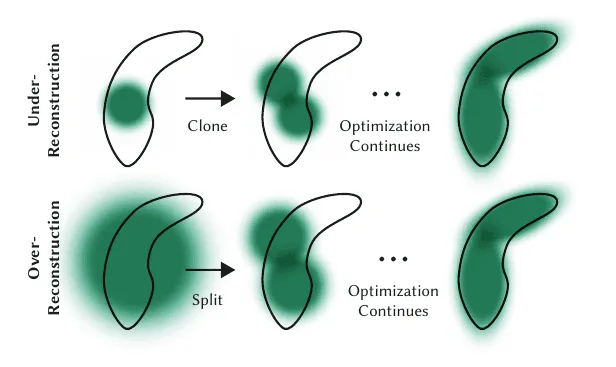 Under-
Reconstruction
Clone
...
Optimization
Continues
Over-
Reconstruction
Split
...
Optimization
Continues